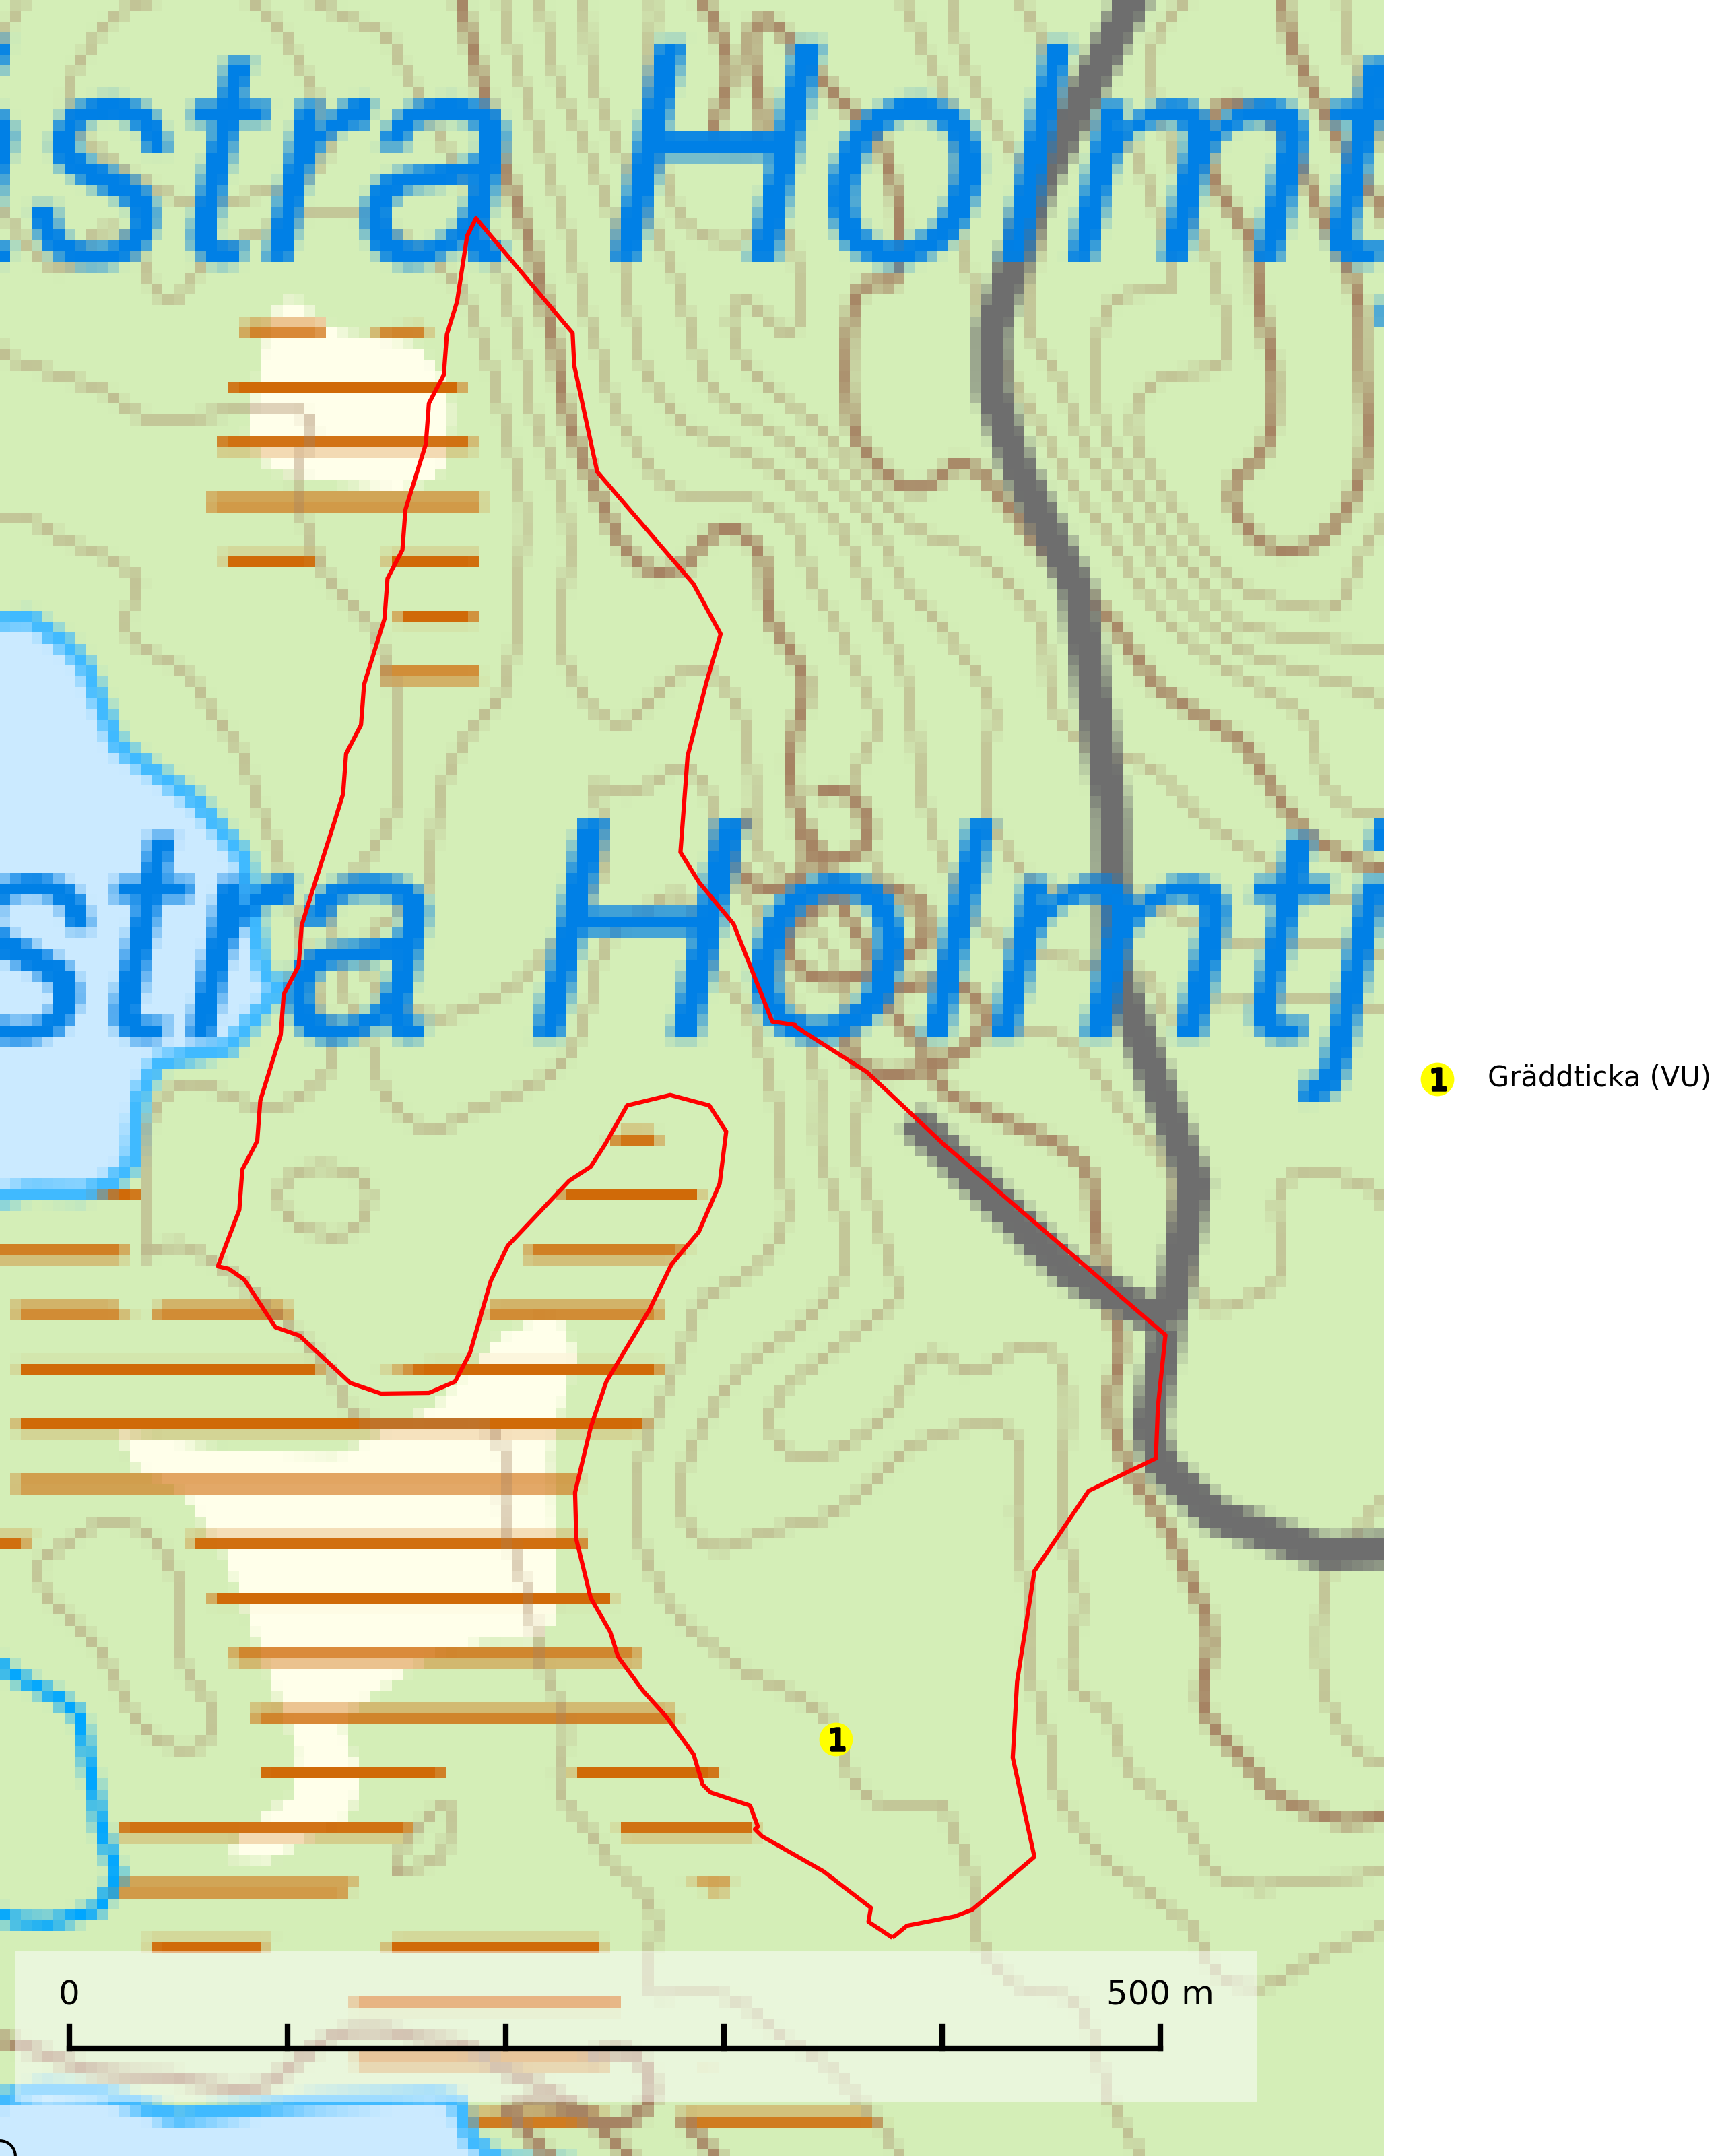 stra Holmt
stra Holmtj
1 Gräddticka (VU)
1
0 500 m